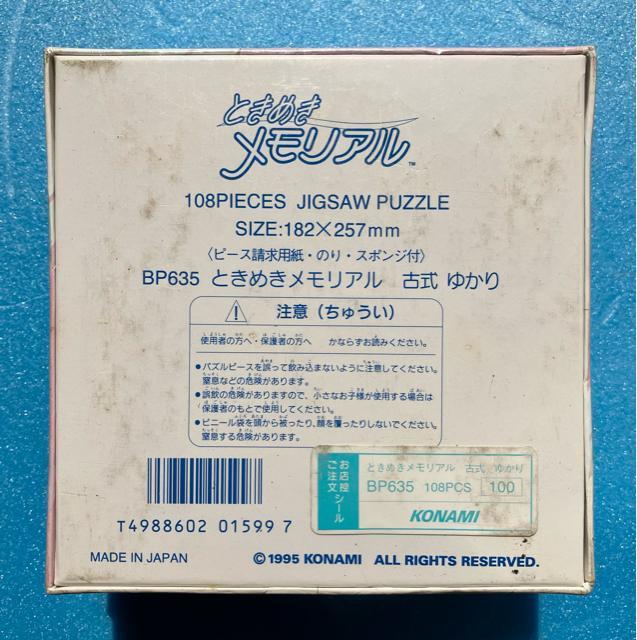 ときめき
メモリアル™
108PIECES JIGSAW PUZZLE
SIZE:182×257mm
〈ピース請求用紙・のり・スポンジ付〉
BP635 ときめきメモリアル 古式 ゆかり
注意（ちゅうい）
使用者の方へ・保護者の方へ かならずお読みください。
●パズルピースを誤って飲み込まないように注意してください。
窒息などの危険があります。
●誤飲の危険がありますので、小さなお子様が使用する場合は
保護者のもとで使用してください。
●ビニール袋を頭から被ったり、顔を覆ったりしないでください。
窒息する危険があります。
お店控
ご注文シール
ときめきメモリアル 古式 ゆかり
BP635 108PCS 100
KONAMI
T4988602 01599 7
MADE IN JAPAN ©1995 KONAMI ALL RIGHTS RESERVED.